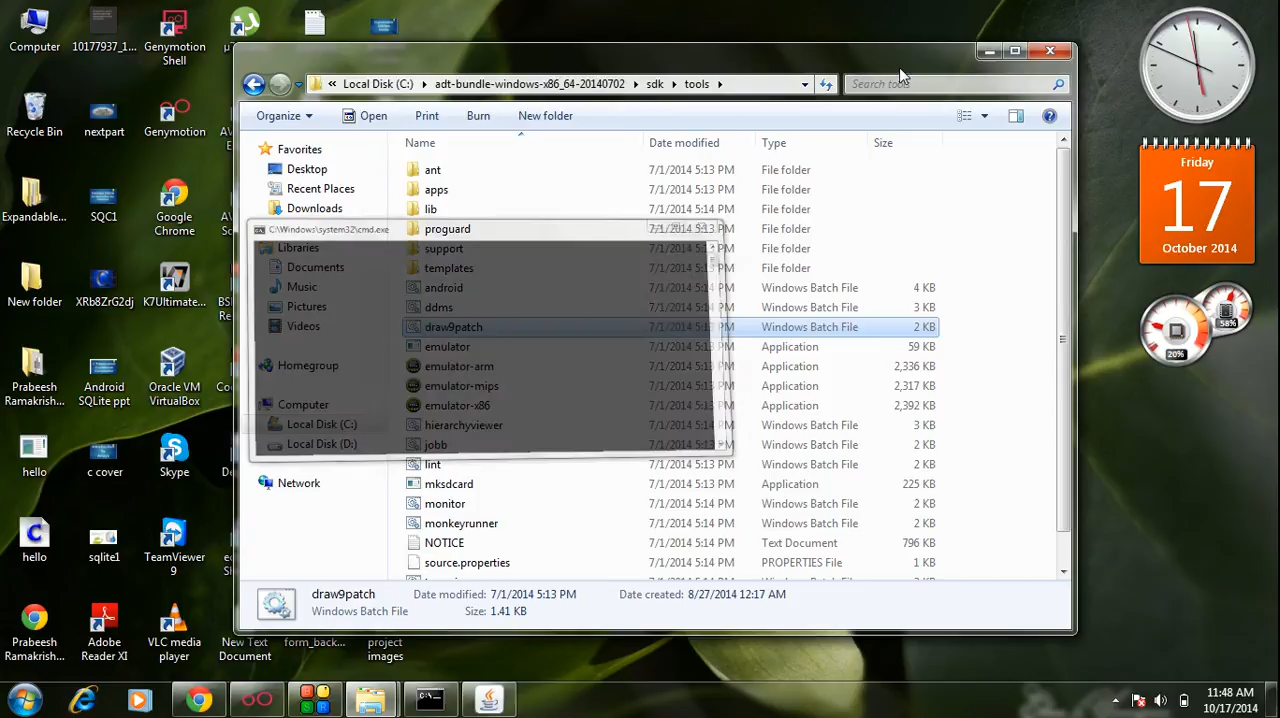 Computer
10177937_1...
Genymotion
Shell
Recycle Bin
nextpart
Genymotion
Expandable...
SQC1
Google
Chrome
New folder
XRb8ZrG2dj
K7Ultimate...
Prabeesh
Ramakrish...
Android
SQLite ppt
Oracle VM
VirtualBox
hello
c cover
Skype
hello
sqlite1
TeamViewer
9
Prabeesh
Ramakrish...
Adobe
Reader XI
VLC media
player
New Text
Document
form_back...
project
images
« Local Disk (C:) adt-bundle-windows-x86_64-20140702 sdk tools
Search tools
Organize Open Print Burn New folder
Name Date modified Type Size
Favorites
Desktop
Recent Places
Downloads
C:\Windows\system32\cmd.exe
Libraries
Documents
Music
Pictures
Videos
Homegroup
Computer
Local Disk (C:)
Local Disk (D:)
Network
ant 7/1/2014 5:13 PM File folder
apps 7/1/2014 5:13 PM File folder
lib 7/1/2014 5:13 PM File folder
proguard 7/1/2014 5:13 PM File folder
support 7/1/2014 5:13 PM File folder
templates 7/1/2014 5:13 PM File folder
android 7/1/2014 5:13 PM Windows Batch File 4 KB
ddms 7/1/2014 5:13 PM Windows Batch File 3 KB
draw9patch 7/1/2014 5:13 PM Windows Batch File 2 KB
emulator 7/1/2014 5:13 PM Application 59 KB
emulator-arm 7/1/2014 5:13 PM Application 2,336 KB
emulator-mips 7/1/2014 5:13 PM Application 2,317 KB
emulator-x86 7/1/2014 5:13 PM Application 2,392 KB
hierarchyviewer 7/1/2014 5:14 PM Windows Batch File 3 KB
jobb 7/1/2014 5:14 PM Windows Batch File 2 KB
lint 7/1/2014 5:14 PM Windows Batch File 2 KB
mksdcard 7/1/2014 5:14 PM Application 225 KB
monitor 7/1/2014 5:14 PM Windows Batch File 2 KB
monkeyrunner 7/1/2014 5:14 PM Windows Batch File 2 KB
NOTICE 7/1/2014 5:14 PM Text Document 796 KB
source.properties 7/1/2014 5:14 PM PROPERTIES File 1 KB
draw9patch Date modified: 7/1/2014 5:13 PM Date created: 8/27/2014 12:17 AM
Windows Batch File Size: 1.41 KB
Friday
17
October 2014
58%
20%
11:48 AM
10/17/2014